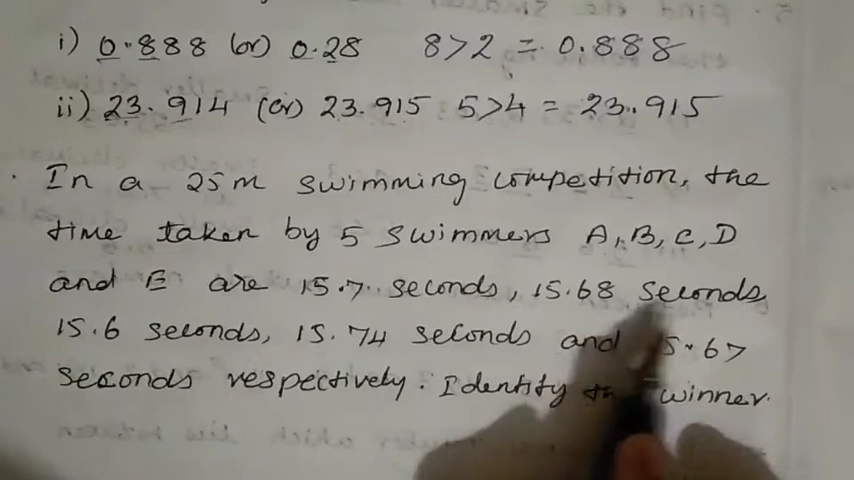 i) 0.888 (or) 0.28 8>2 = 0.888
ii) 23.914 (or) 23.915 5>4 = 23.915
In a 25m swimming competition, the
time taken by 5 swimmers A, B, C, D
and E are 15.7 seconds, 15.68 seconds
15.6 seconds, 15.74 seconds and 5.67
seconds respectively. Identity winner.